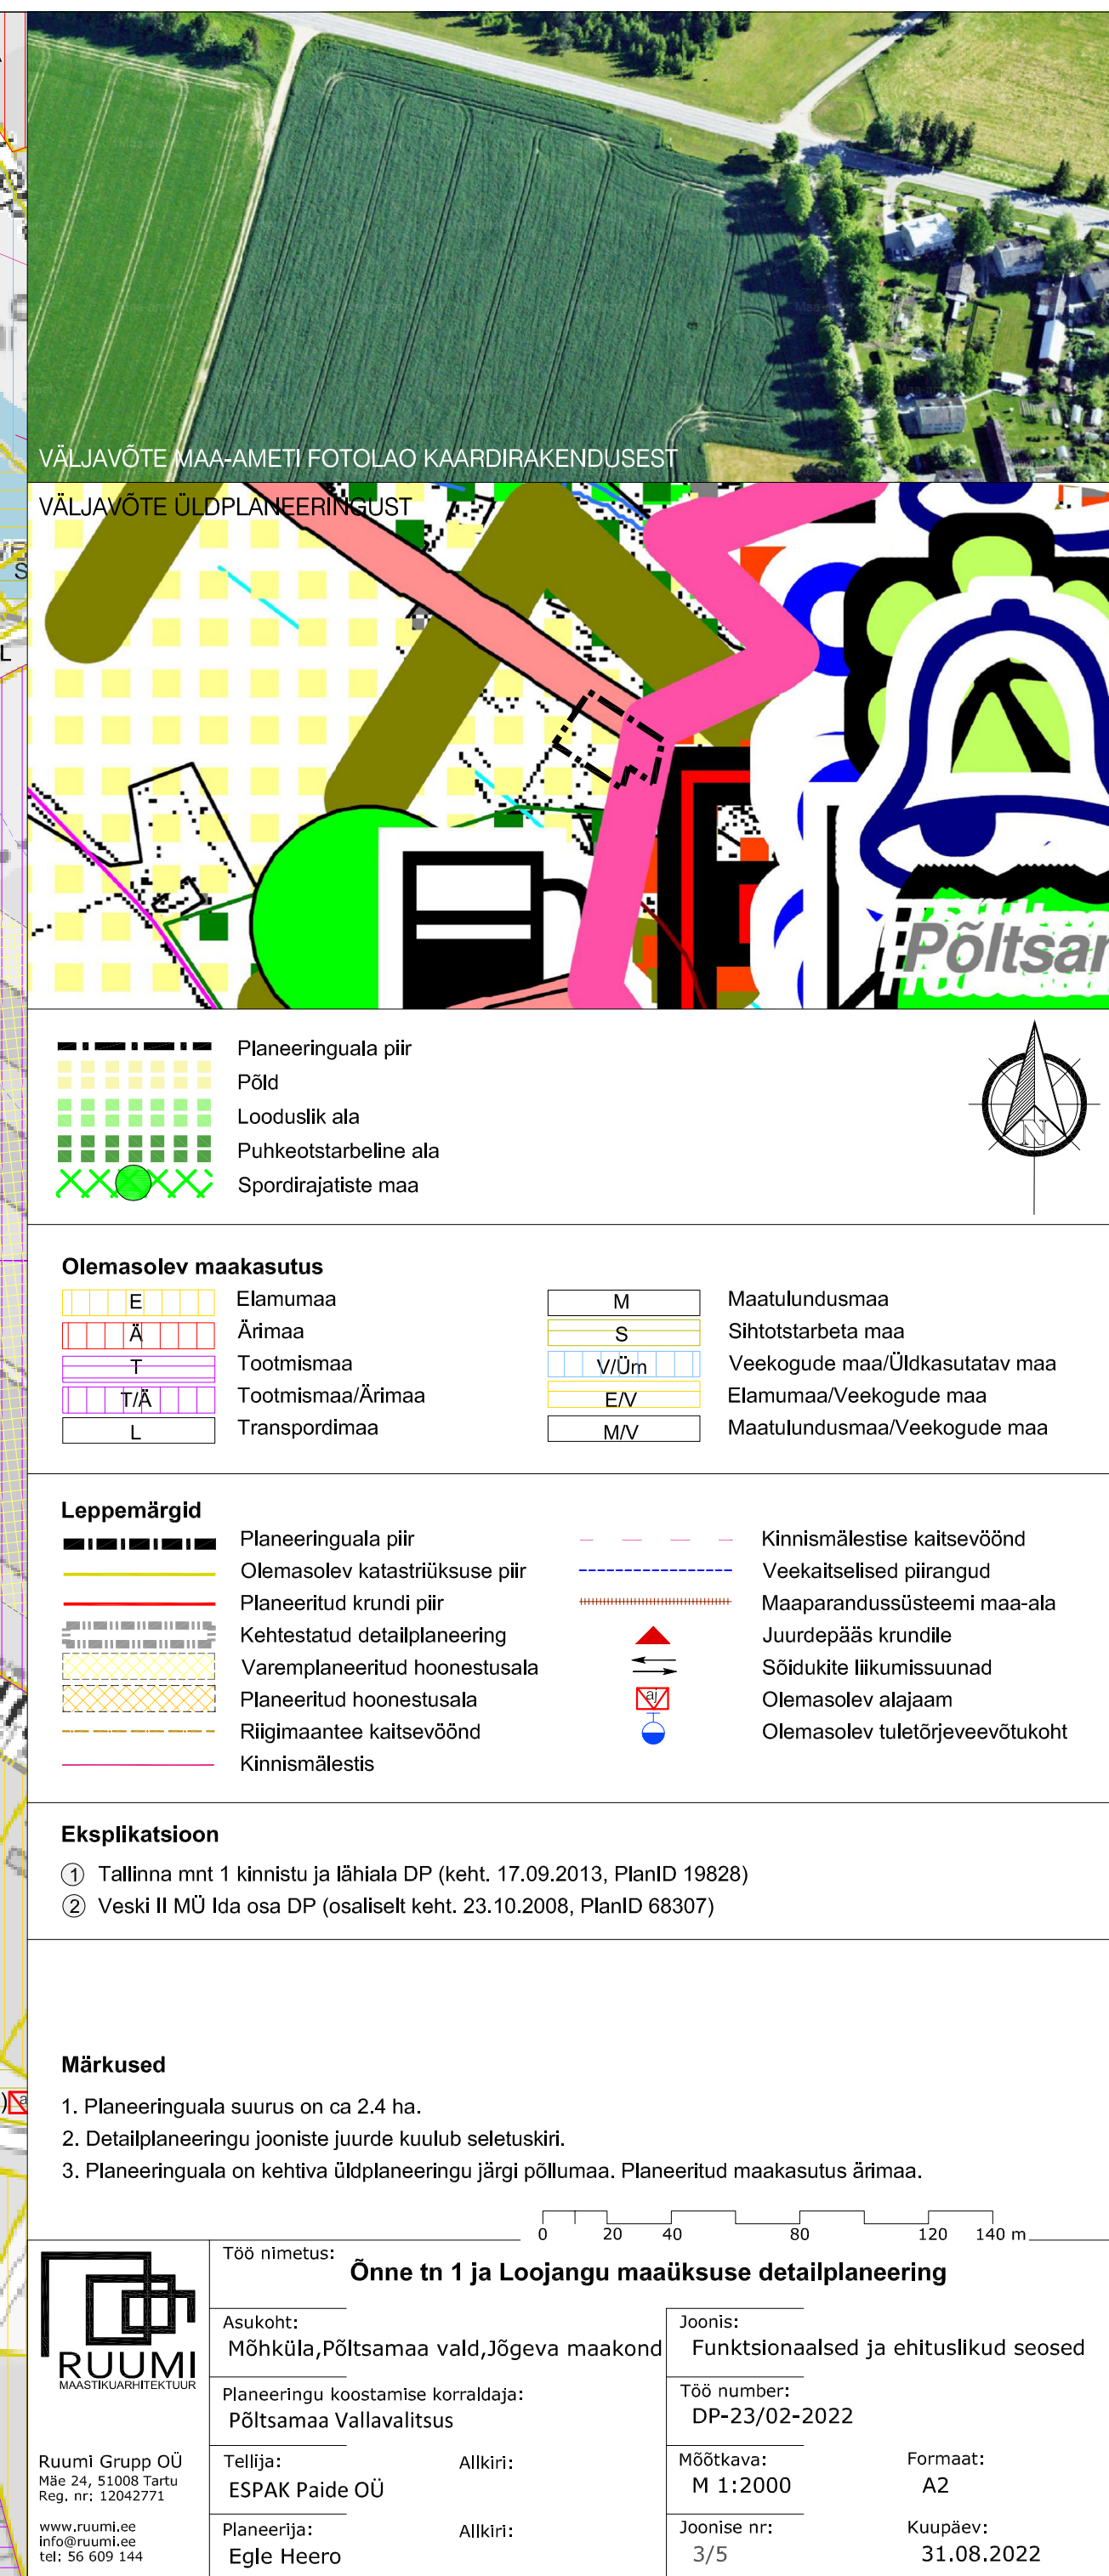 VÄLJAVÕTE MAA-AMETI FOTOLAO KAARDIRAKENDUSEST
VÄLJAVÕTE ÜLDPLANEERINGUST
S
L
Põltsar
Planeeringuala piir
Põld
Looduslik ala
Puhkeotstarbeline ala
Spordirajatiste maa
N
Olemasolev maakasutus
E Elamumaa
Ä Ärimaa
T Tootmismaa
T/Ä Tootmismaa/Ärimaa
L Transpordimaa
M Maatulundusmaa
S Sihtotstarbeta maa
V/Üm Veekogude maa/Üldkasutatav maa
E/V Elamumaa/Veekogude maa
M/V Maatulundusmaa/Veekogude maa
Leppemärgid
Planeeringuala piir
Olemasolev katastriüksuse piir
Planeeritud krundi piir
Kehtestatud detailplaneering
Varemplaneeritud hoonestusala
Planeeritud hoonestusala
Riigimaantee kaitsevöönd
Kinnismälestis
Kinnismälestise kaitsevöönd
Veekaitselised piirangud
Maaparandussüsteemi maa-ala
Juurdepääs krundile
Sõidukite liikumissuunad
aj Olemasolev alajaam
Olemasolev tuletõrjeveevõtukoht
Eksplikatsioon
1 Tallinna mnt 1 kinnistu ja lähiala DP (keht. 17.09.2013, PlanID 19828)
2 Veski II MÜ Ida osa DP (osaliselt keht. 23.10.2008, PlanID 68307)
Märkused
1. Planeeringuala suurus on ca 2.4 ha.
2. Detailplaneeringu jooniste juurde kuulub seletuskiri.
3. Planeeringuala on kehtiva üldplaneeringu järgi põllumaa. Planeeritud maakasutus ärimaa.
0 20 40 80 120 140 m
RUUMI
MAASTIKUARHITEKTUUR
Ruumi Grupp OÜ
Mäe 24, 51008 Tartu
Reg. nr: 12042771
www.ruumi.ee
info@ruumi.ee
tel: 56 609 144
Töö nimetus:
Õnne tn 1 ja Loojangu maaüksuse detailplaneering
Asukoht:
Mõhküla,Põltsamaa vald,Jõgeva maakond
Joonis:
Funktsionaalsed ja ehituslikud seosed
Planeeringu koostamise korraldaja:
Põltsamaa Vallavalitsus
Töö number:
DP-23/02-2022
Tellija: Allkiri:
ESPAK Paide OÜ
Mõõtkava: Formaat:
M 1:2000 A2
Planeerija: Allkiri:
Egle Heero
Joonise nr: Kuupäev:
3/5 31.08.2022